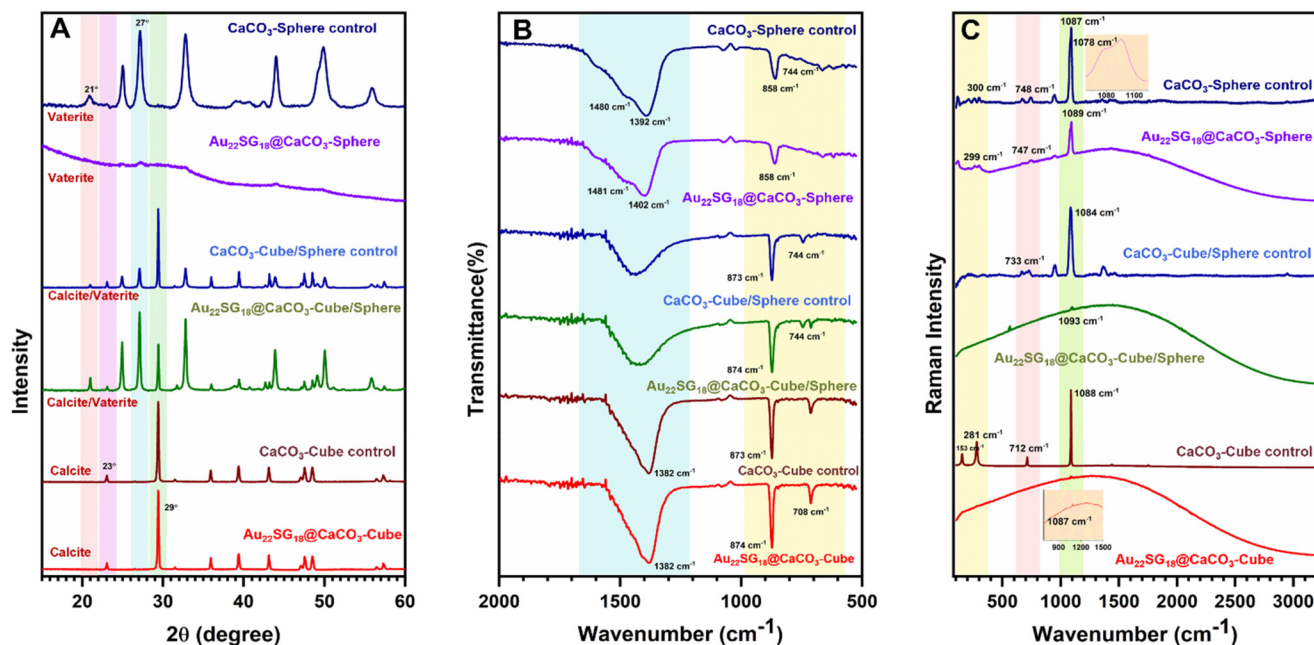 A
CaCO₃-Sphere control
27°
21°
Vaterite
Au₂₂SG₁₈@CaCO₃-Sphere
Vaterite
CaCO₃-Cube/Sphere control
Calcite/Vaterite
Au₂₂SG₁₈@CaCO₃-Cube/Sphere
Calcite/Vaterite
CaCO₃-Cube control
Calcite
23°
29°
Au₂₂SG₁₈@CaCO₃-Cube
Calcite
Intensity
20 30 40 50 60
2θ (degree)
B
CaCO₃-Sphere control
744 cm⁻¹
858 cm⁻¹
1480 cm⁻¹
1392 cm⁻¹
1481 cm⁻¹
858 cm⁻¹
1402 cm⁻¹
Au₂₂SG₁₈@CaCO₃-Sphere
873 cm⁻¹
744 cm⁻¹
CaCO₃-Cube/Sphere control
744 cm⁻¹
874 cm⁻¹
Au₂₂SG₁₈@CaCO₃-Cube/Sphere
873 cm⁻¹
1382 cm⁻¹
CaCO₃-Cube control
708 cm⁻¹
874 cm⁻¹
1382 cm⁻¹
Au₂₂SG₁₈@CaCO₃-Cube
Transmittance(%)
2000 1500 1000 500
Wavenumber (cm⁻¹)
C
1087 cm⁻¹
1078 cm⁻¹
1080 1100
300 cm⁻¹
748 cm⁻¹
CaCO₃-Sphere control
1089 cm⁻¹
Au₂₂SG₁₈@CaCO₃-Sphere
299 cm⁻¹
747 cm⁻¹
1084 cm⁻¹
CaCO₃-Cube/Sphere control
733 cm⁻¹
1093 cm⁻¹
Au₂₂SG₁₈@CaCO₃-Cube/Sphere
1088 cm⁻¹
281 cm⁻¹
153 cm⁻¹
712 cm⁻¹
CaCO₃-Cube control
1087 cm⁻¹
900 1200 1500
Au₂₂SG₁₈@CaCO₃-Cube
Raman Intensity
500 1000 1500 2000 2500 3000
Wavenumber (cm⁻¹)